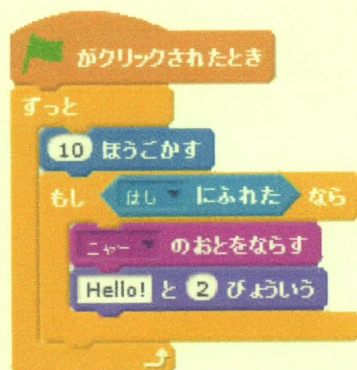 がクリックされたとき
ずっと
10 ほうごかす
もし はし にふれた なら
ニャー のおとをならす
Hello! と 2 びょういう